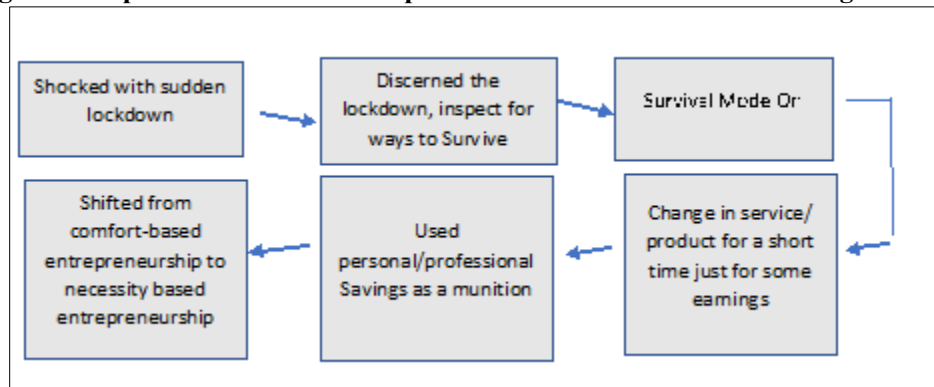 Shocked with sudden
lockdown
Discerned the
lockdown, inspect for
ways to Survive
Survival Mode On
Change in service/
product for a short
time just for some
earnings
Used
personal/professional
Savings as a munition
Shifted from
comfort-based
entrepreneurship to
necessity based
entrepreneurship